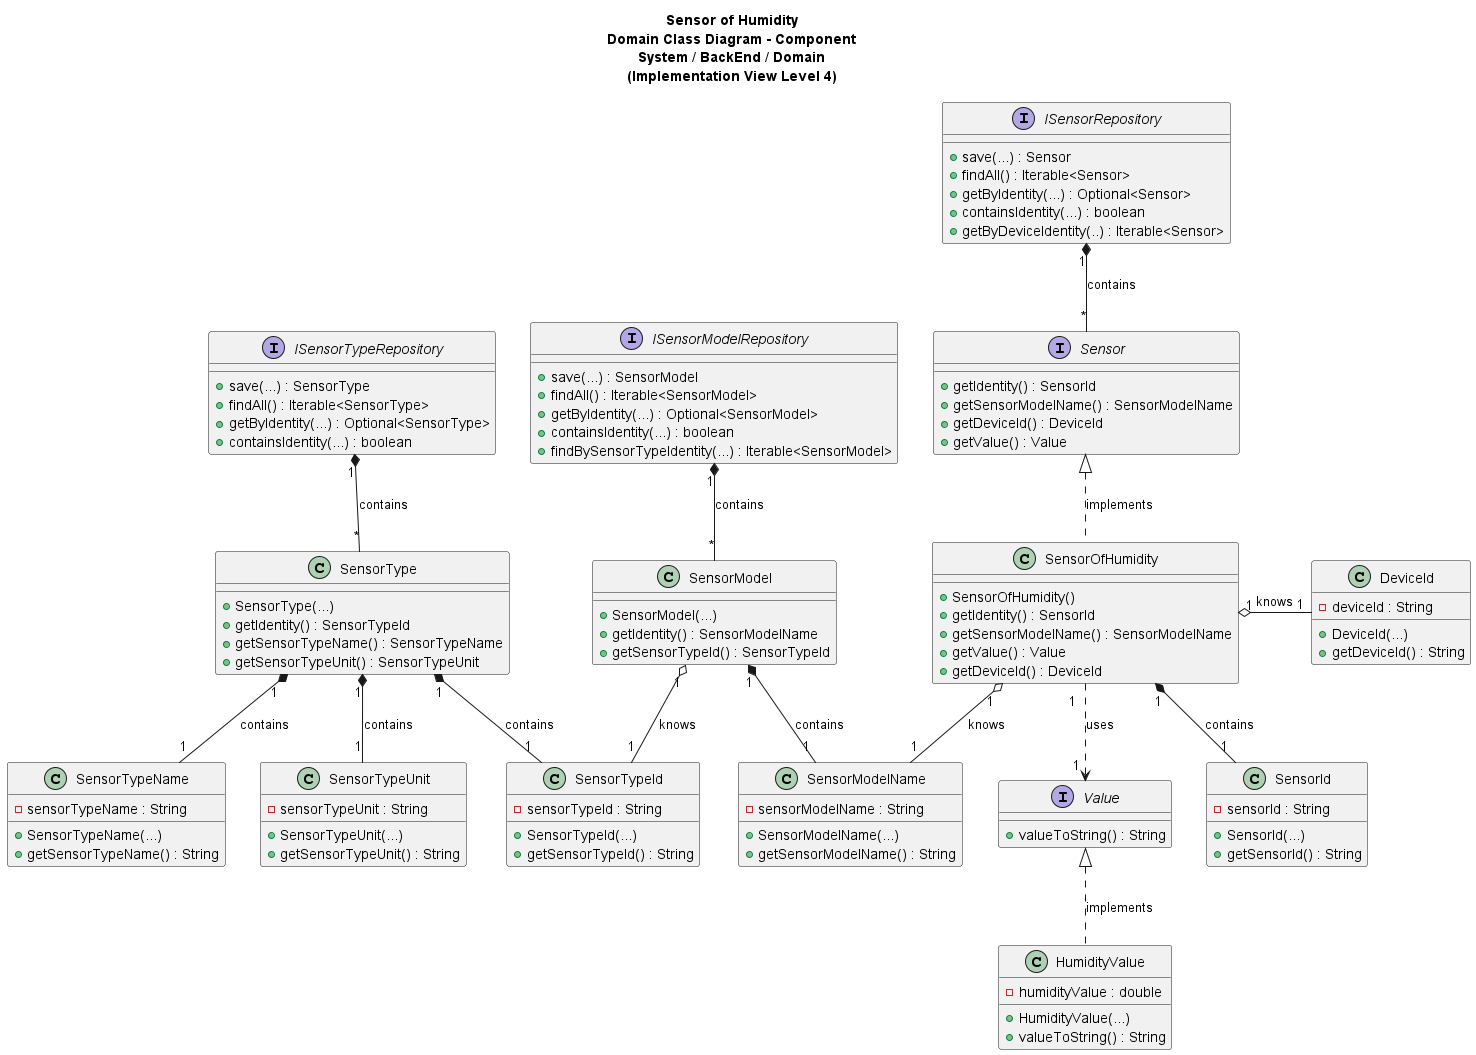 Sensor of Humidity
Domain Class Diagram - Component
System / BackEnd / Domain
(Implementation View Level 4)
I ISensorRepository
save(...) : Sensor
findAll() : Iterable<Sensor>
getByIdentity(...) : Optional<Sensor>
containsIdentity(...) : boolean
getByDeviceIdentity(..) : Iterable<Sensor>
1
contains
*
I ISensorTypeRepository
save(...) : SensorType
findAll() : Iterable<SensorType>
getByIdentity(...) : Optional<SensorType>
containsIdentity(...) : boolean
1
contains
*
I ISensorModelRepository
save(...) : SensorModel
findAll() : Iterable<SensorModel>
getByIdentity(...) : Optional<SensorModel>
containsIdentity(...) : boolean
findBySensorTypeIdentity(...) : Iterable<SensorModel>
1
contains
*
I Sensor
getIdentity() : SensorId
getSensorModelName() : SensorModelName
getDeviceId() : DeviceId
getValue() : Value
implements
C SensorType
SensorType(...)
getIdentity() : SensorTypeId
getSensorTypeName() : SensorTypeName
getSensorTypeUnit() : SensorTypeUnit
1
contains
1
1
contains
1
1
contains
1
C SensorModel
SensorModel(...)
getIdentity() : SensorModelName
getSensorTypeId() : SensorTypeId
1
knows
1
1
contains
1
C SensorOfHumidity
SensorOfHumidity()
getIdentity() : SensorId
getSensorModelName() : SensorModelName
getValue() : Value
getDeviceId() : DeviceId
1 knows 1
C DeviceId
deviceId : String
DeviceId(...)
getDeviceId() : String
1
knows
1
1
uses
1
1
contains
1
C SensorTypeName
sensorTypeName : String
SensorTypeName(...)
getSensorTypeName() : String
C SensorTypeUnit
sensorTypeUnit : String
SensorTypeUnit(...)
getSensorTypeUnit() : String
C SensorTypeId
sensorTypeId : String
SensorTypeId(...)
getSensorTypeId() : String
C SensorModelName
sensorModelName : String
SensorModelName(...)
getSensorModelName() : String
I Value
valueToString() : String
C SensorId
sensorId : String
SensorId(...)
getSensorId() : String
implements
C HumidityValue
humidityValue : double
HumidityValue(...)
valueToString() : String